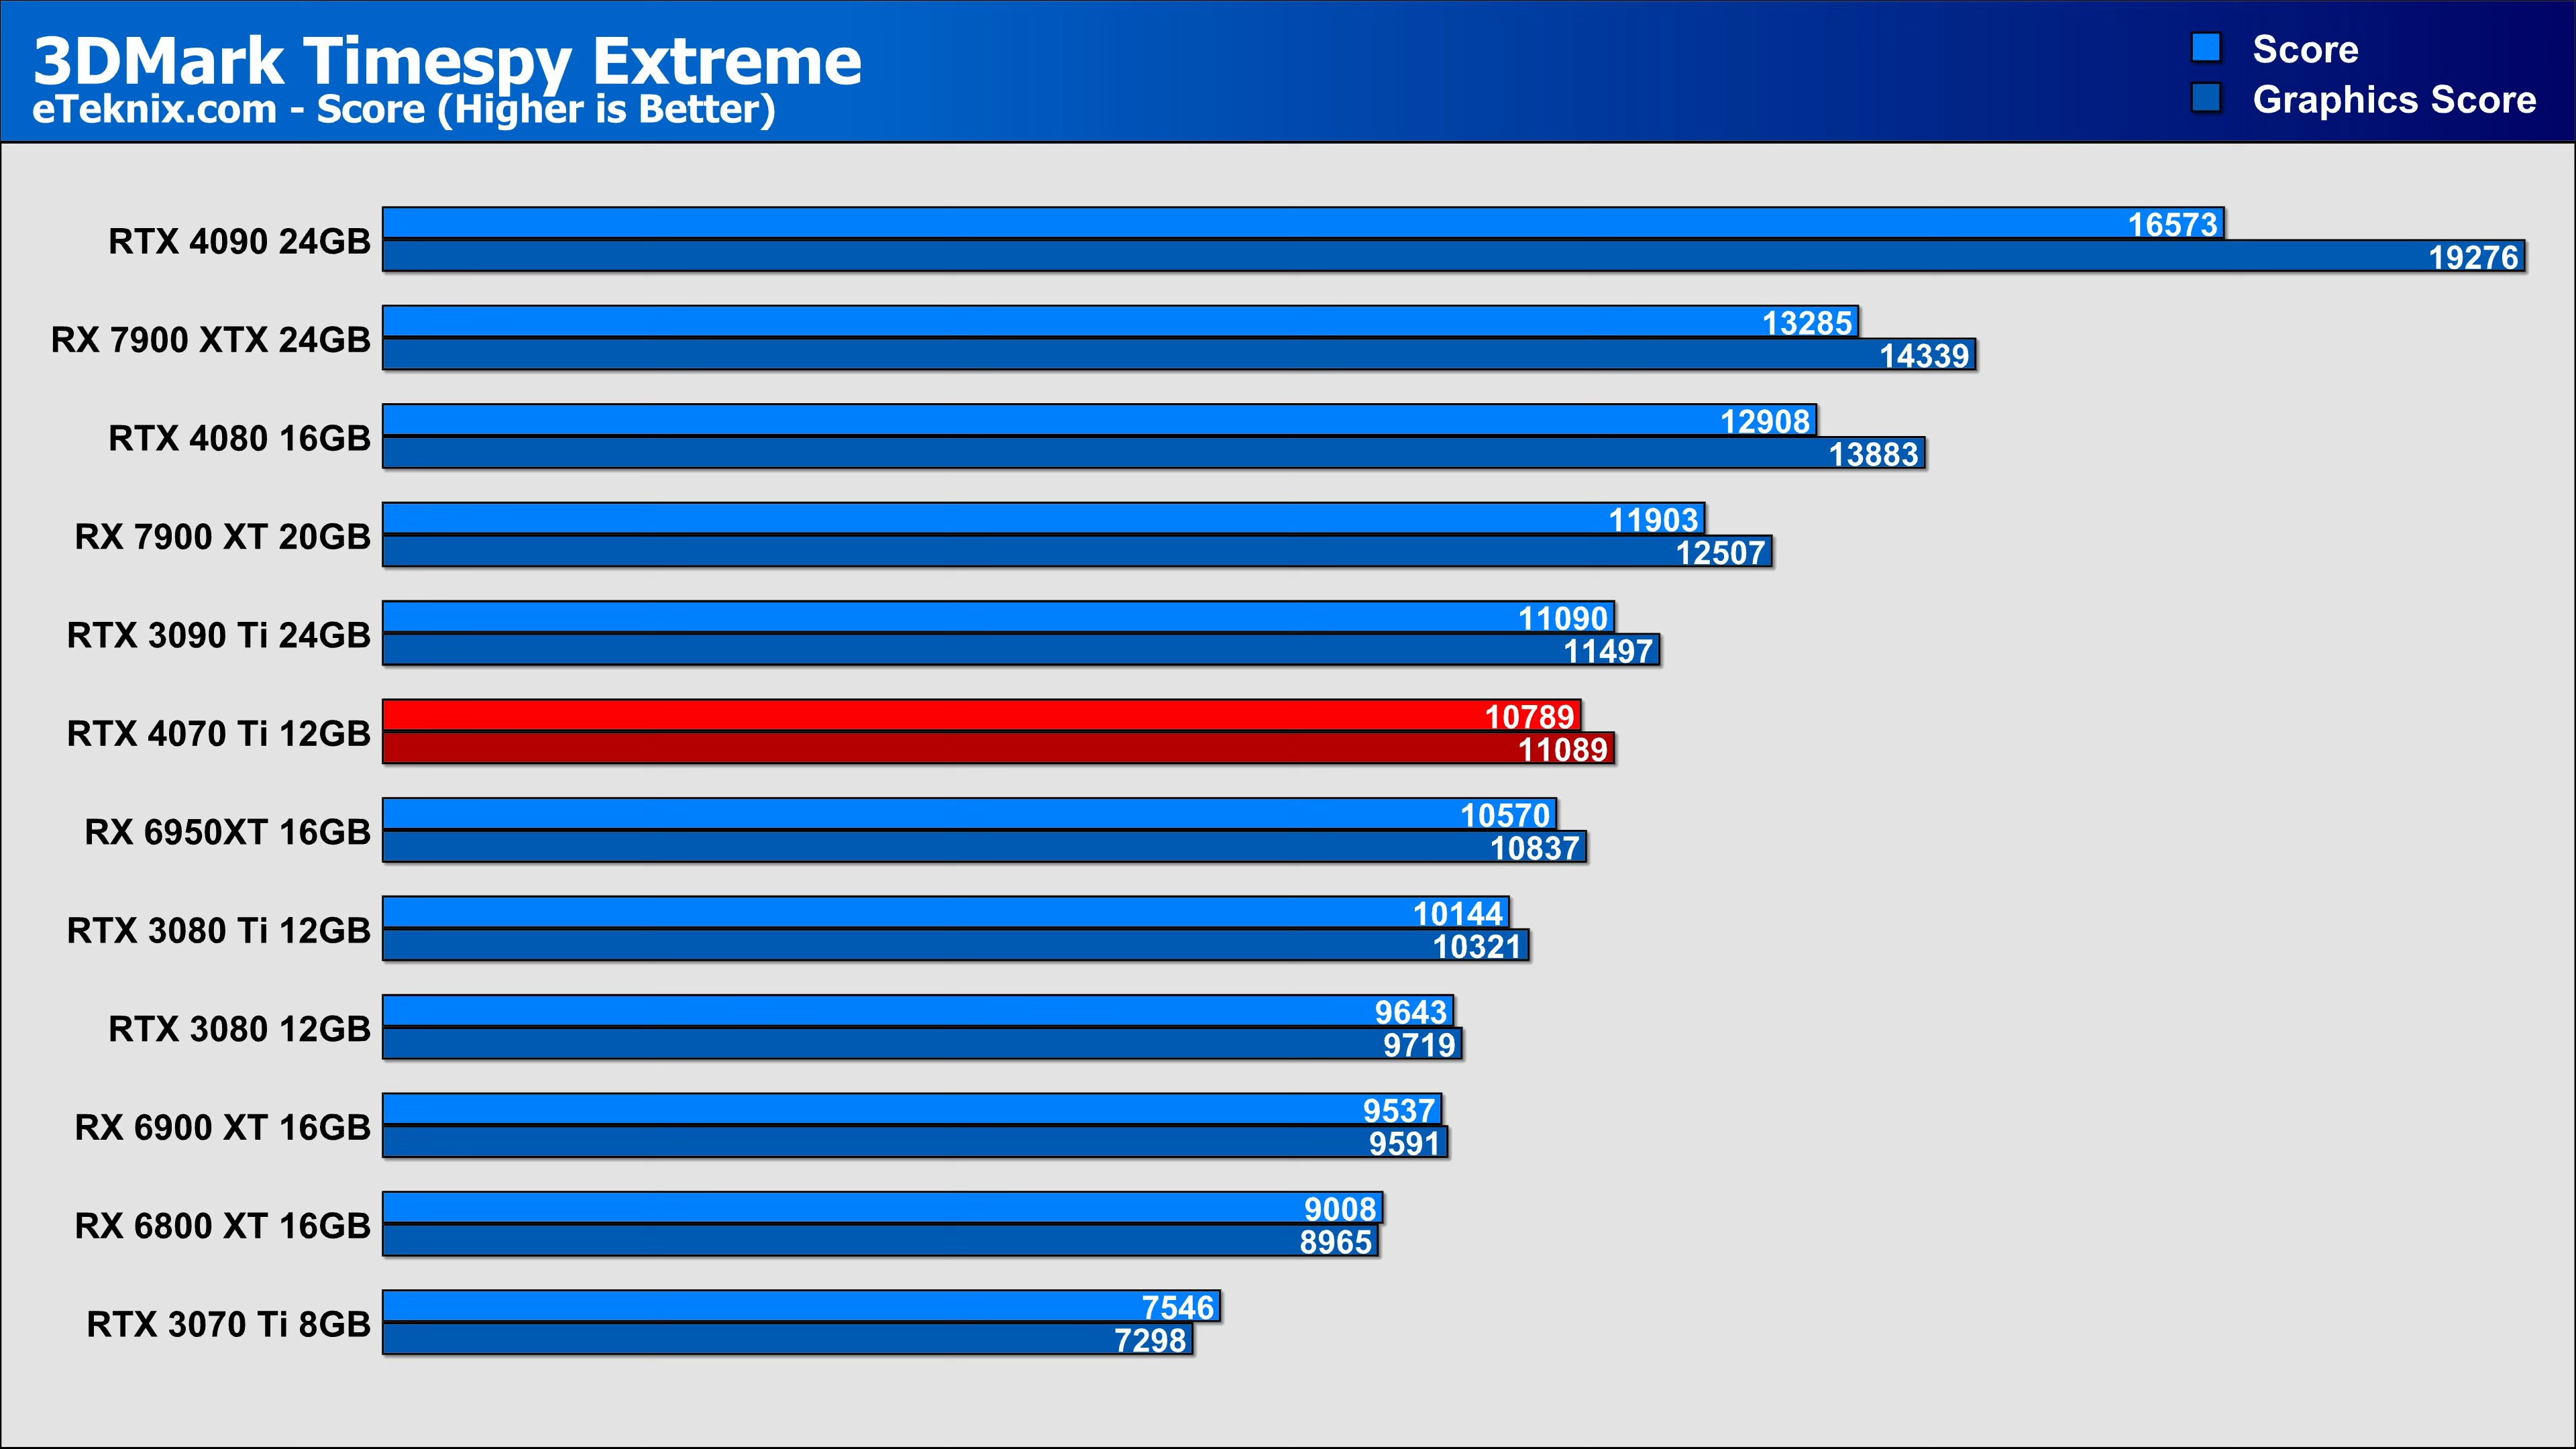 3DMark Timespy Extreme
eTeknix.com - Score (Higher is Better)
Score
Graphics Score
RTX 4090 24GB
16573
19276
RX 7900 XTX 24GB
13285
14339
RTX 4080 16GB
12908
13883
RX 7900 XT 20GB
11903
12507
RTX 3090 Ti 24GB
11090
11497
RTX 4070 Ti 12GB
10789
11089
RX 6950XT 16GB
10570
10837
RTX 3080 Ti 12GB
10144
10321
RTX 3080 12GB
9643
9719
RX 6900 XT 16GB
9537
9591
RX 6800 XT 16GB
9008
8965
RTX 3070 Ti 8GB
7546
7298